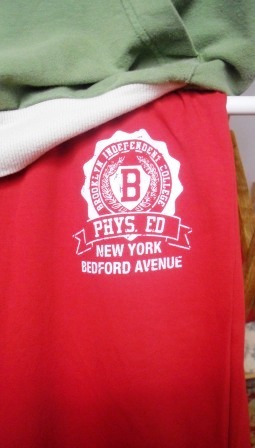 BROOKLYN INDEPENDENT COLLEGE
B
PHYS. ED
NEW YORK
BEDFORD AVENUE